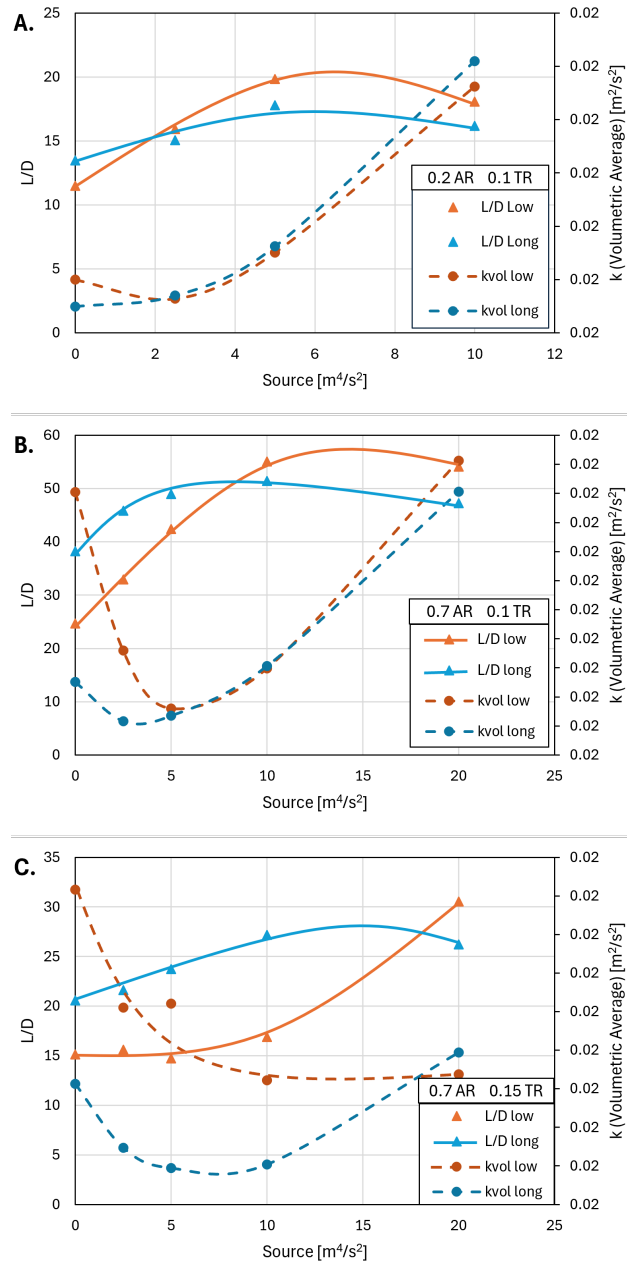 A.
25
20
15
10
5
0
L/D
0 2 4 6 8 10 12
Source [m⁴/s²]
0.02
0.02
0.02
0.02
0.02
0.02
0.02
k (Volumetric Average) [m²/s²]
0.2 AR 0.1 TR
L/D Low
L/D Long
kvol low
kvol long
B.
60
50
40
30
20
10
0
L/D
0 5 10 15 20 25
Source [m⁴/s²]
0.02
0.02
0.02
0.02
0.02
0.02
0.02
0.02
0.02
0.02
0.02
0.02
k (Volumetric Average) [m²/s²]
0.7 AR 0.1 TR
L/D low
L/D long
kvol low
kvol long
C.
35
30
25
20
15
10
5
0
L/D
0 5 10 15 20 25
Source [m⁴/s²]
0.02
0.02
0.02
0.02
0.02
0.02
0.02
0.02
0.02
0.02
k (Volumetric Average) [m²/s²]
0.7 AR 0.15 TR
L/D low
L/D long
kvol low
kvol long